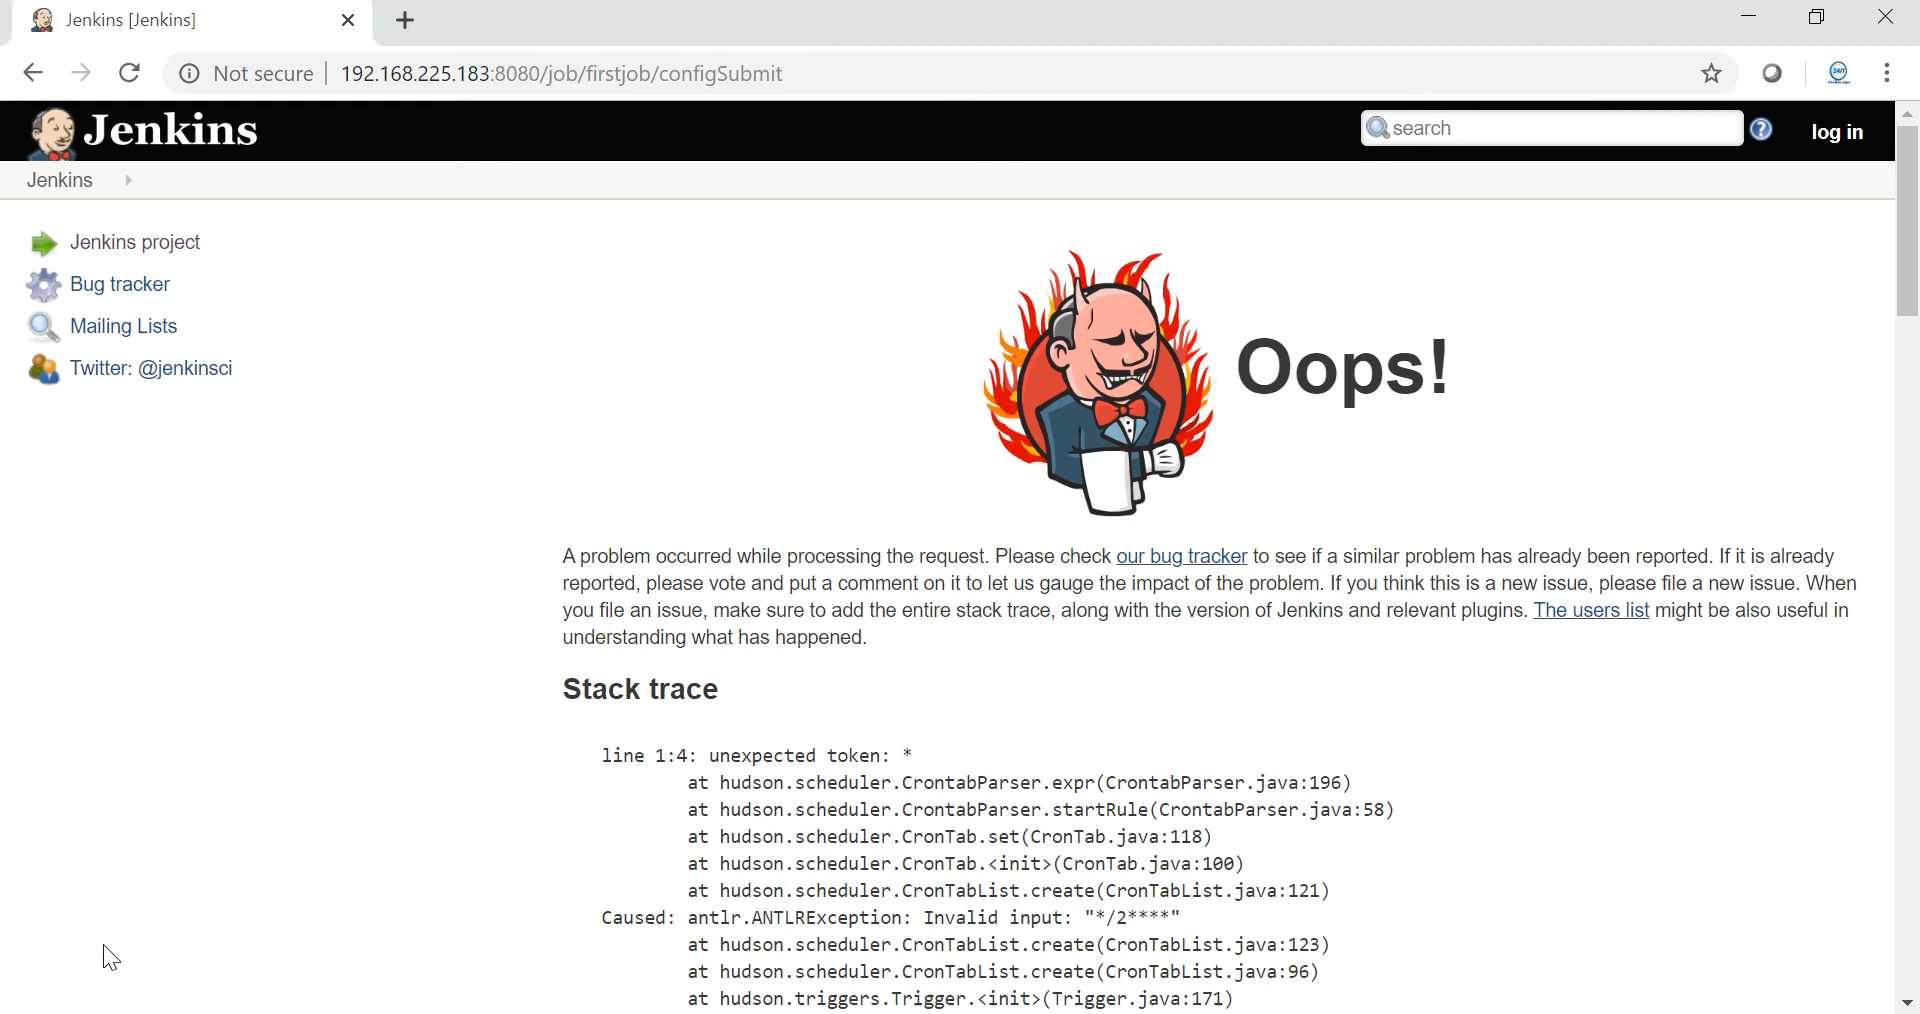 Jenkins [Jenkins]
Not secure | 192.168.225.183:8080/job/firstjob/configSubmit
Jenkins
search
log in
Jenkins
Jenkins project
Bug tracker
Mailing Lists
Twitter: @jenkinsci
Oops!
A problem occurred while processing the request. Please check our bug tracker to see if a similar problem has already been reported. If it is already
reported, please vote and put a comment on it to let us gauge the impact of the problem. If you think this is a new issue, please file a new issue. When
you file an issue, make sure to add the entire stack trace, along with the version of Jenkins and relevant plugins. The users list might be also useful in
understanding what has happened.
Stack trace
line 1:4: unexpected token: *
at hudson.scheduler.CrontabParser.expr(CrontabParser.java:196)
at hudson.scheduler.CrontabParser.startRule(CrontabParser.java:58)
at hudson.scheduler.CronTab.set(CronTab.java:118)
at hudson.scheduler.CronTab.<init>(CronTab.java:100)
at hudson.scheduler.CronTabList.create(CronTabList.java:121)
Caused: antlr.ANTLRException: Invalid input: "*/2****"
at hudson.scheduler.CronTabList.create(CronTabList.java:123)
at hudson.scheduler.CronTabList.create(CronTabList.java:96)
at hudson.triggers.Trigger.<init>(Trigger.java:171)